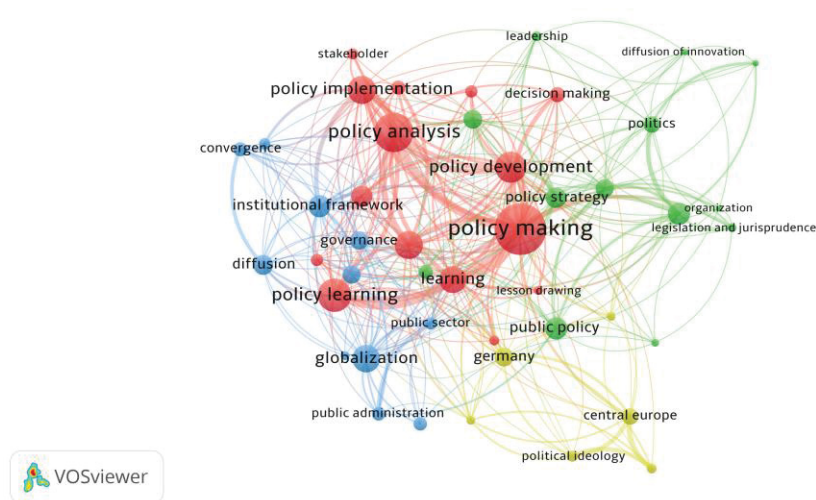 leadership
diffusion of innovation
stakeholder
policy implementation
decision making
policy analysis
politics
convergence
policy development
policy strategy
institutional framework
organization
policy making
legislation and jurisprudence
governance
diffusion
learning
policy learning
lesson drawing
public sector
public policy
globalization
germany
public administration
central europe
political ideology
VOSviewer